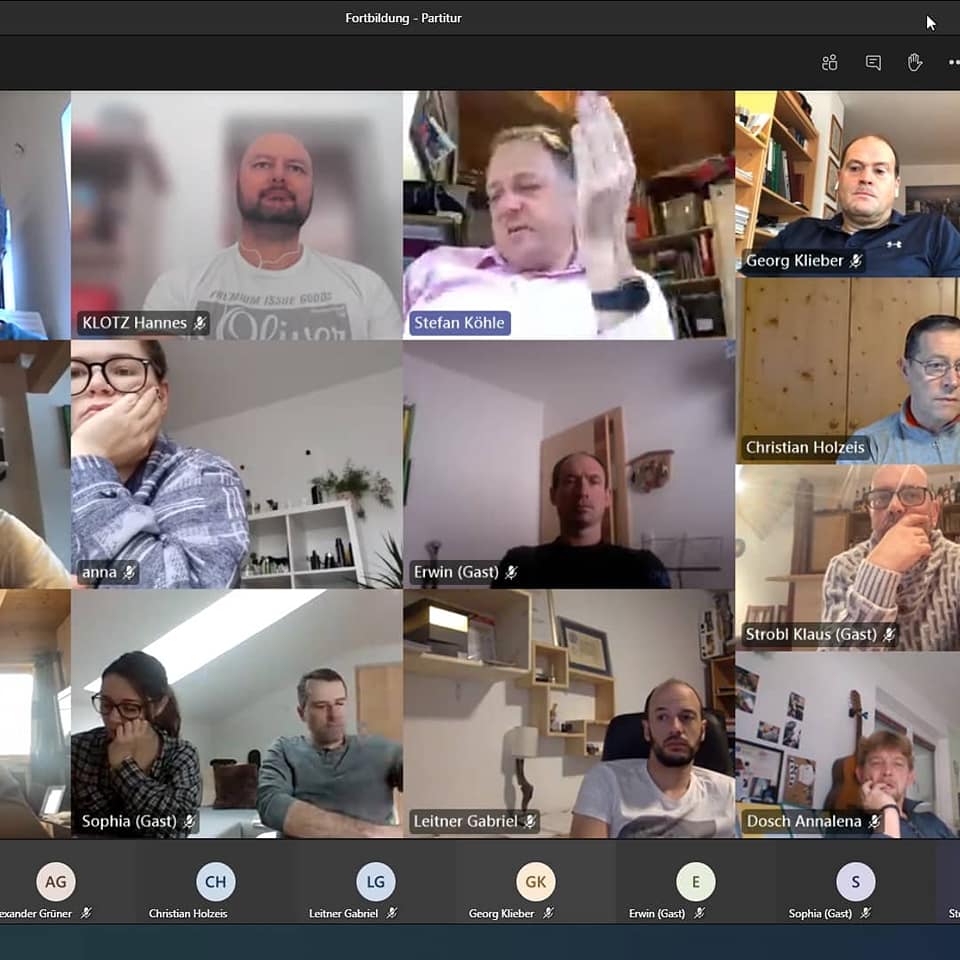 Fortbildung - Partitur
PREMIUM ISSUE GOODS
Oliver
KLOTZ Hannes
Stefan Köhle
Georg Klieber
Christian Holzeis
anna
Erwin (Gast)
Strobl Klaus (Gast)
Sophia (Gast)
Leitner Gabriel
Dosch Annalena
AG
CH
LG
GK
E
S
exander Grüner
Christian Holzeis
Leitner Gabriel
Georg Klieber
Erwin (Gast)
Sophia (Gast)
Ste